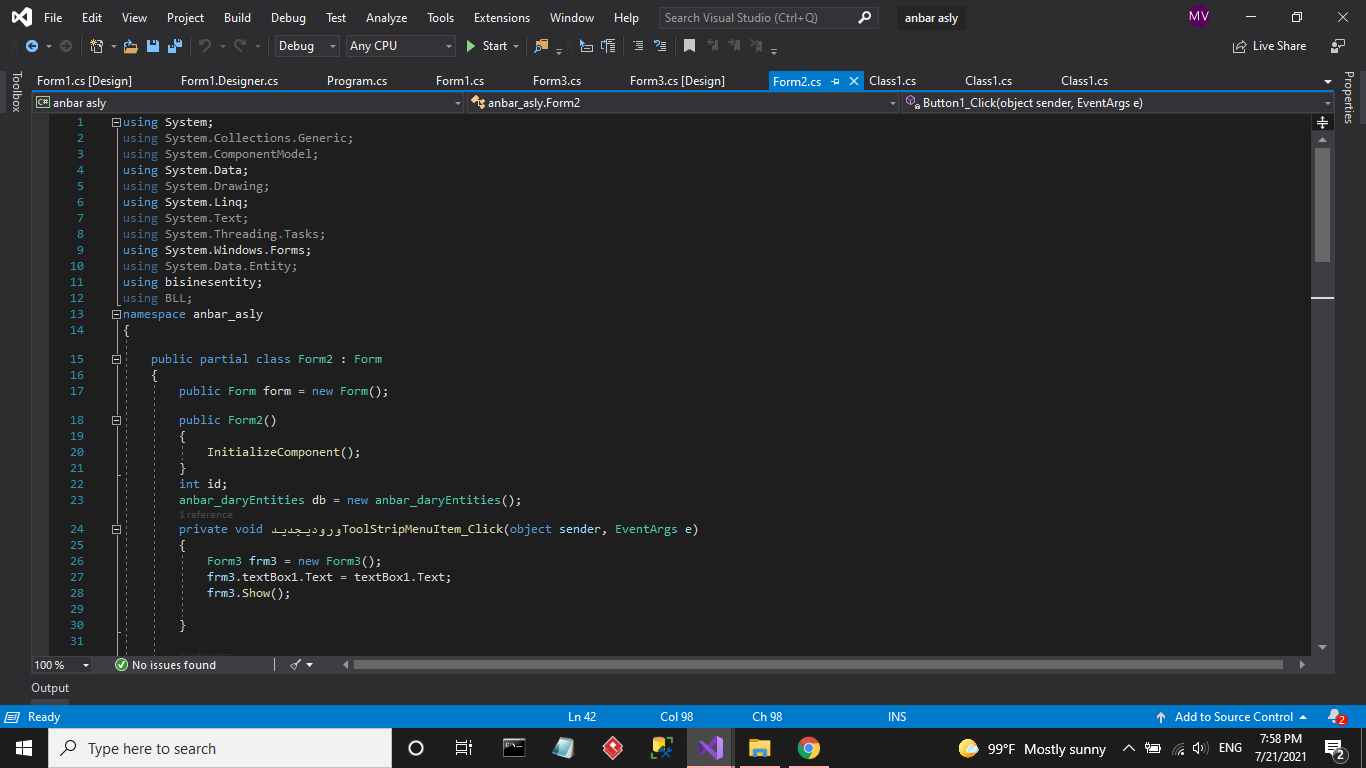 File Edit View Project Build Debug Test Analyze Tools Extensions Window Help Search Visual Studio (Ctrl+Q) anbar asly MV
Debug Any CPU Start Live Share
Form1.cs [Design] Form1.Designer.cs Program.cs Form1.cs Form3.cs Form3.cs [Design] Form2.cs Class1.cs Class1.cs Class1.cs
Toolbox
Properties
C# anbar asly anbar_asly.Form2 Button1_Click(object sender, EventArgs e)
1 using System;
2 using System.Collections.Generic;
3 using System.ComponentModel;
4 using System.Data;
5 using System.Drawing;
6 using System.Linq;
7 using System.Text;
8 using System.Threading.Tasks;
9 using System.Windows.Forms;
10 using System.Data.Entity;
11 using bisinesentity;
12 using BLL;
13 namespace anbar_asly
14 {
15 public partial class Form2 : Form
16 {
17 public Form form = new Form();
18 public Form2()
19 {
20 InitializeComponent();
21 }
22 int id;
23 anbar_daryEntities db = new anbar_daryEntities();
1 reference
24 private void ورودیجدیدToolStripMenuItem_Click(object sender, EventArgs e)
25 {
26 Form3 frm3 = new Form3();
27 frm3.textBox1.Text = textBox1.Text;
28 frm3.Show();
29
30 }
31
100 % No issues found
Output
Ready Ln 42 Col 98 Ch 98 INS Add to Source Control 2
Type here to search 99°F Mostly sunny ENG 7:58 PM
7/21/2021 2